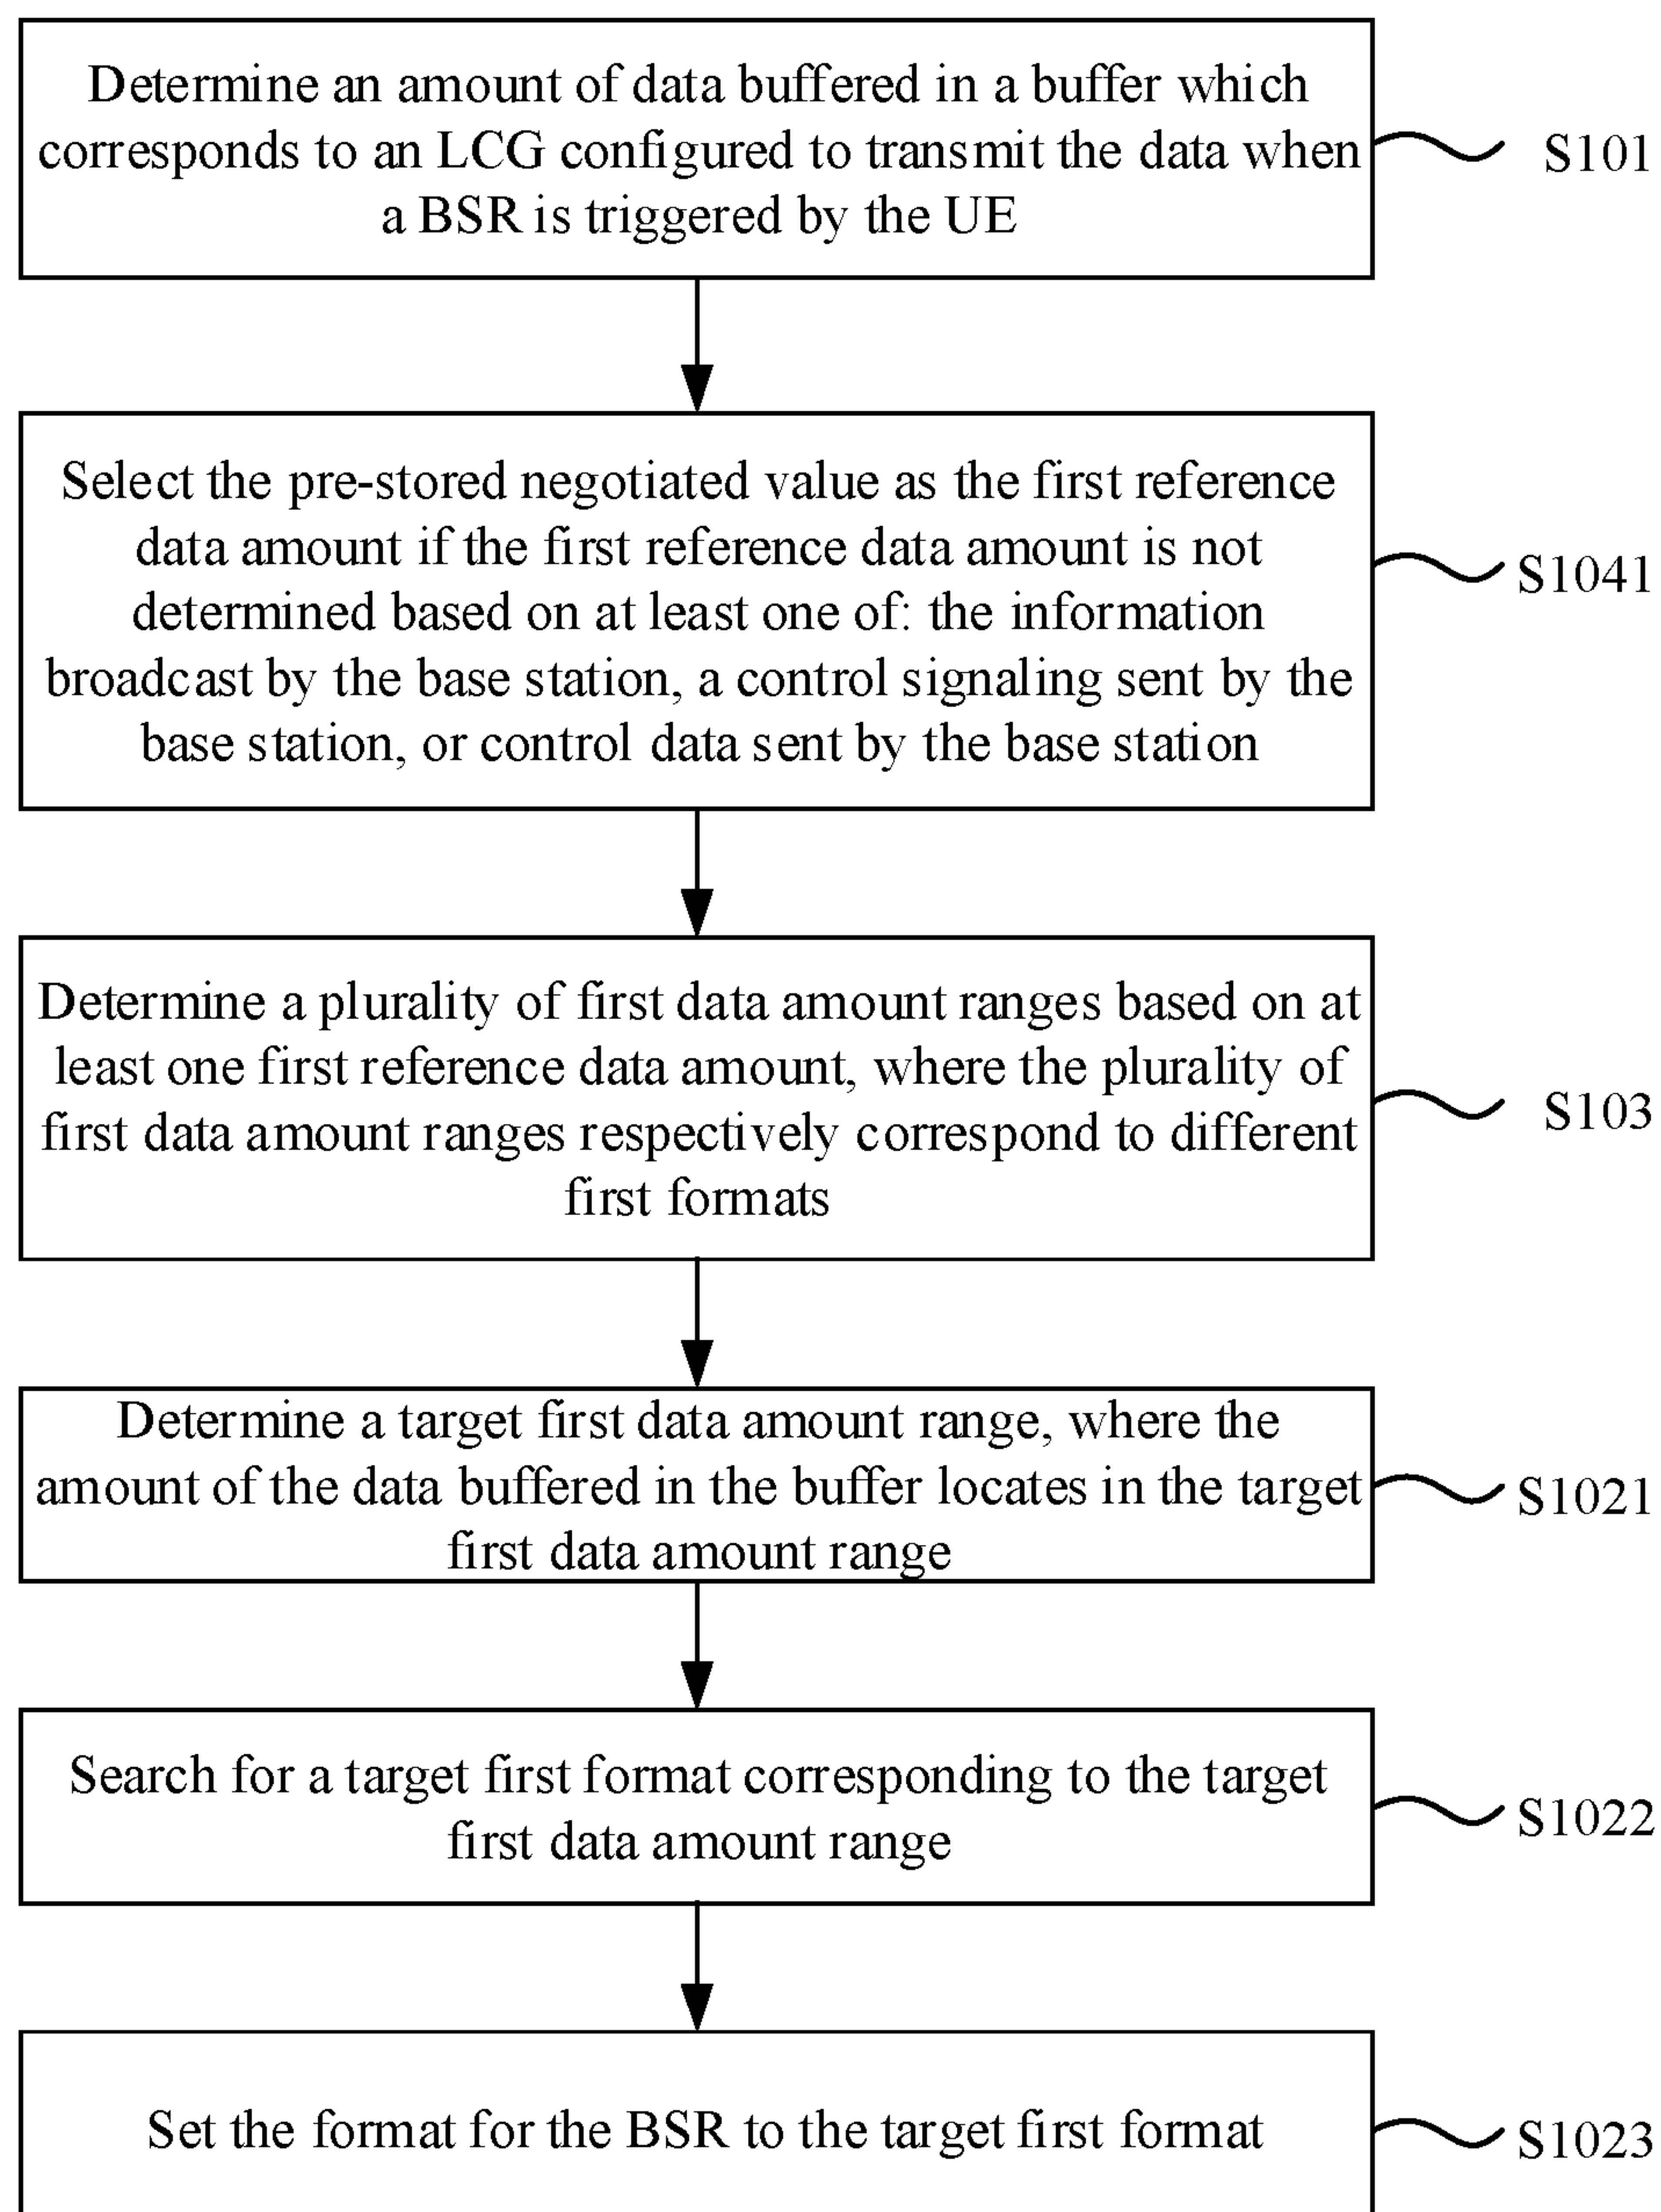 Determine an amount of data buffered in a buffer which
corresponds to an LCG configured to transmit the data when
a BSR is triggered by the UE
S101
Select the pre-stored negotiated value as the first reference
data amount if the first reference data amount is not
determined based on at least one of: the information
broadcast by the base station, a control signaling sent by the
base station, or control data sent by the base station
S1041
Determine a plurality of first data amount ranges based on at
least one first reference data amount, where the plurality of
first data amount ranges respectively correspond to different
first formats
S103
Determine a target first data amount range, where the
amount of the data buffered in the buffer locates in the target
first data amount range
S1021
Search for a target first format corresponding to the target
first data amount range
S1022
Set the format for the BSR to the target first format
S1023